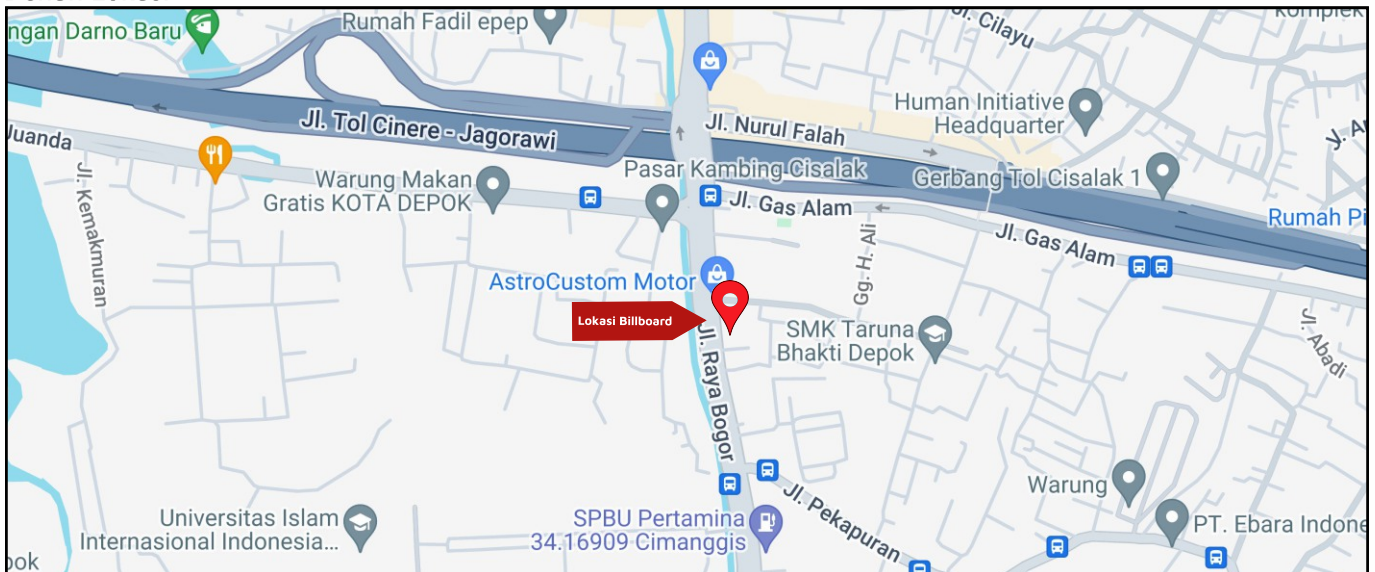 ngan Darno Baru
Rumah Fadil epep
Jl. Cilayu
Komplek
Human Initiative
Headquarter
Jl. Tol Cinere - Jagorawi
Jl. Nurul Falah
Juanda
Jl. Kemakmuran
Warung Makan
Gratis KOTA DEPOK
Pasar Kambing Cisalak
Gerbang Tol Cisalak 1
Jl. Gas Alam
Rumah Pi
Gg. H. Ali
Jl. Gas Alam
AstroCustom Motor
Lokasi Billboard
Jl. Raya Bogor
SMK Taruna
Bhakti Depok
Jl. Abadi
Warung
Jl. Pekapuran
Universitas Islam
Internasional Indonesia...
SPBU Pertamina
34.16909 Cimanggis
PT. Ebara Indone
pok